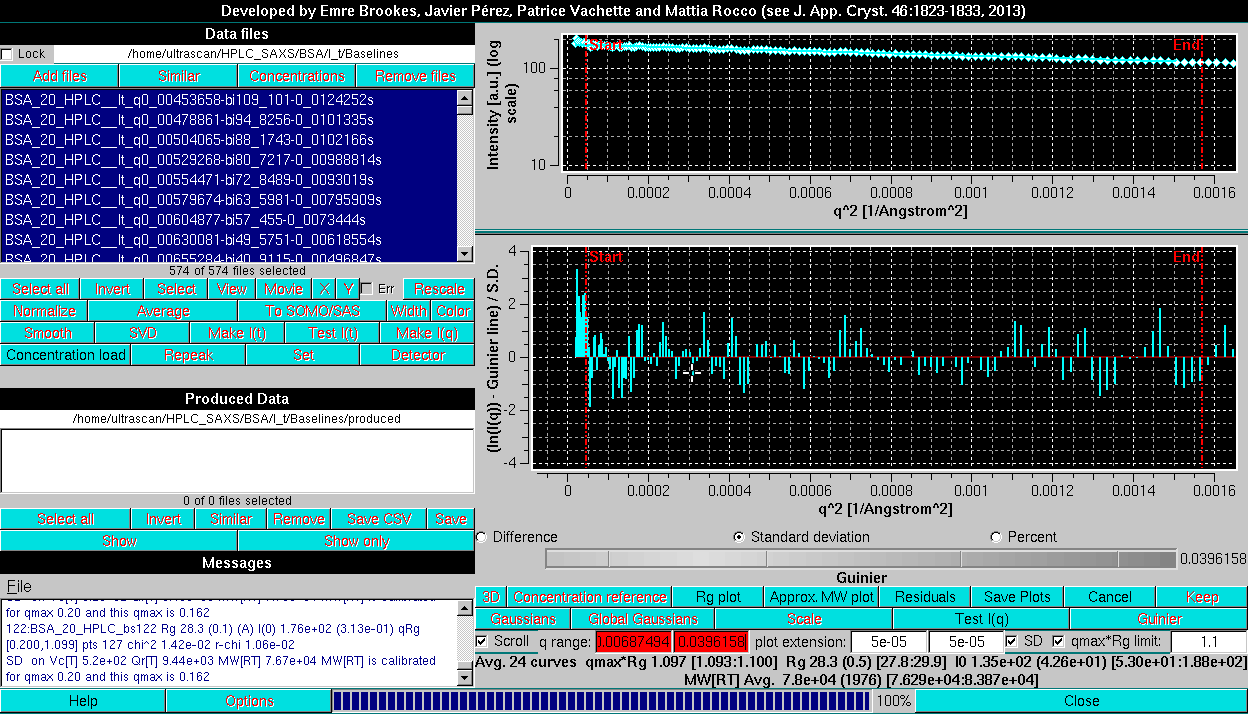 Developed by Emre Brookes, Javier Pérez, Patrice Vachette and Mattia Rocco (see J. App. Cryst. 46:1823-1833, 2013)
Data files
Lock /home/ultrascan/HPLC_SAXS/BSA/I_t/Baselines
Add files Similar Concentrations Remove files
BSA_20_HPLC__It_q0_00453658-bi109_101-0_0124252s
BSA_20_HPLC__It_q0_00478861-bi94_8256-0_0101335s
BSA_20_HPLC__It_q0_00504065-bi88_1743-0_0102166s
BSA_20_HPLC__It_q0_00529268-bi80_7217-0_00988814s
BSA_20_HPLC__It_q0_00554471-bi72_8489-0_0093019s
BSA_20_HPLC__It_q0_00579674-bi63_5981-0_00795909s
BSA_20_HPLC__It_q0_00604877-bi57_455-0_0073444s
BSA_20_HPLC__It_q0_00630081-bi49_5751-0_00618554s
BSA_20_HPLC__It_q0_00655284-bi40_9115-0_00496847s
574 of 574 files selected
Select all Invert Select View Movie X Y Err Rescale
Normalize Average To SOMO/SAS Width Color
Smooth SVD Make I(t) Test I(t) Make I(q)
Concentration load Repeak Set Detector
Produced Data
/home/ultrascan/HPLC_SAXS/BSA/I_t/Baselines/produced
0 of 0 files selected
Select all Invert Similar Remove Save CSV Save
Show Show only
Messages
File
for qmax 0.20 and this qmax is 0.162
122:BSA_20_HPLC_bs122 Rg 28.3 (0.1) (A) I(0) 1.76e+02 (3.13e-01) qRg
[0.200,1.099] pts 127 chi^2 1.42e-02 r-chi 1.06e-02
SD on Vc[T] 5.2e+02 Qr[T] 9.44e+03 MW[RT] 7.67e+04 MW[RT] is calibrated
for qmax 0.20 and this qmax is 0.162
Help Options 100% Close
Intensity [a.u.] (log
scale)
100
10
Start End
0 0.0002 0.0004 0.0006 0.0008 0.001 0.0012 0.0014 0.0016
q^2 [1/Angstrom^2]
(ln(I(q)) - Guinier line) / S.D.
4
2
0
-2
-4
Start End
0 0.0002 0.0004 0.0006 0.0008 0.001 0.0012 0.0014 0.0016
q^2 [1/Angstrom^2]
Difference Standard deviation Percent
0.0396158
Guinier
3D Concentration reference Rg plot Approx. MW plot Residuals Save Plots Cancel Keep
Gaussians Global Gaussians Scale Test I(t) Guinier
Scroll q range: 0.00687494 0.0396158 plot extension: 5e-05 5e-05 SD qmax*Rg limit: 1.1
Avg. 24 curves qmax*Rg 1.097 [1.093:1.100] Rg 28.3 (0.5) [27.8:29.9] I0 1.35e+02 (4.26e+01) [5.30e+01:1.88e+02]
MW[RT] Avg. 7.8e+04 (1976) [7.629e+04:8.387e+04]